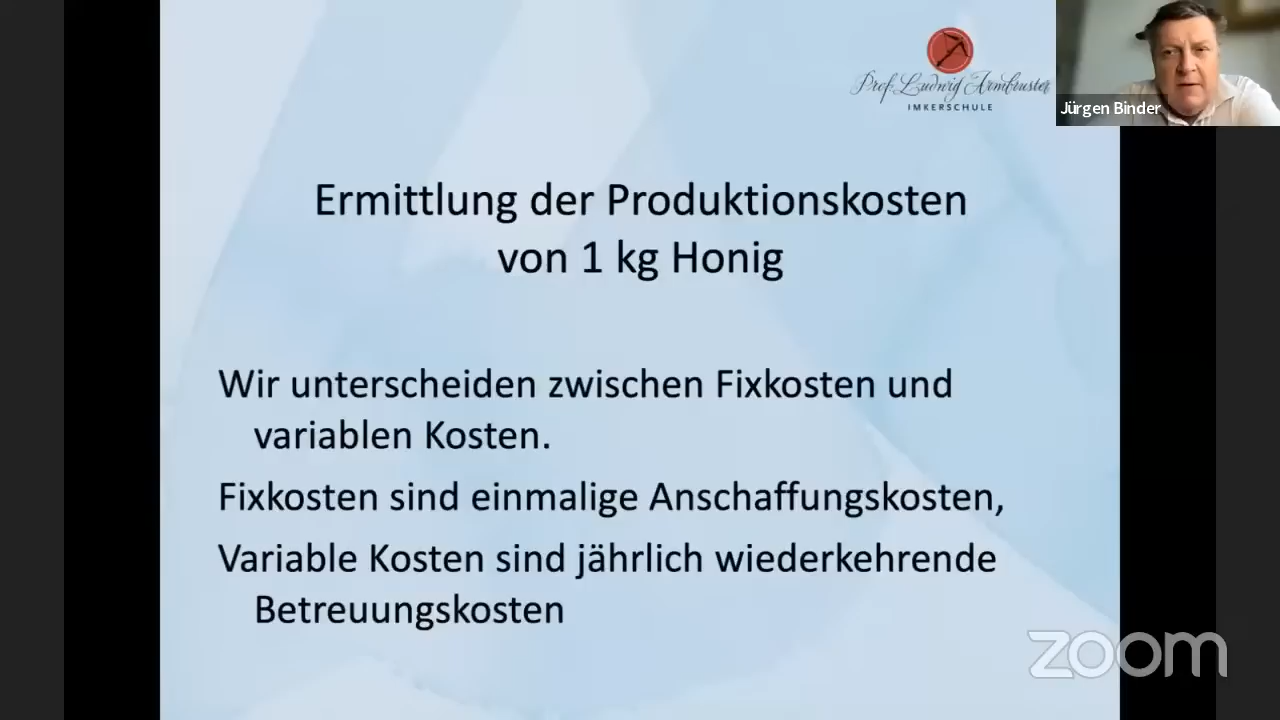 Prof. Ludwig Armbruster
IMKERSCHULE
Jürgen Binder
Ermittlung der Produktionskosten
von 1 kg Honig
Wir unterscheiden zwischen Fixkosten und
variablen Kosten.
Fixkosten sind einmalige Anschaffungskosten,
Variable Kosten sind jährlich wiederkehrende
Betreuungskosten
zoom